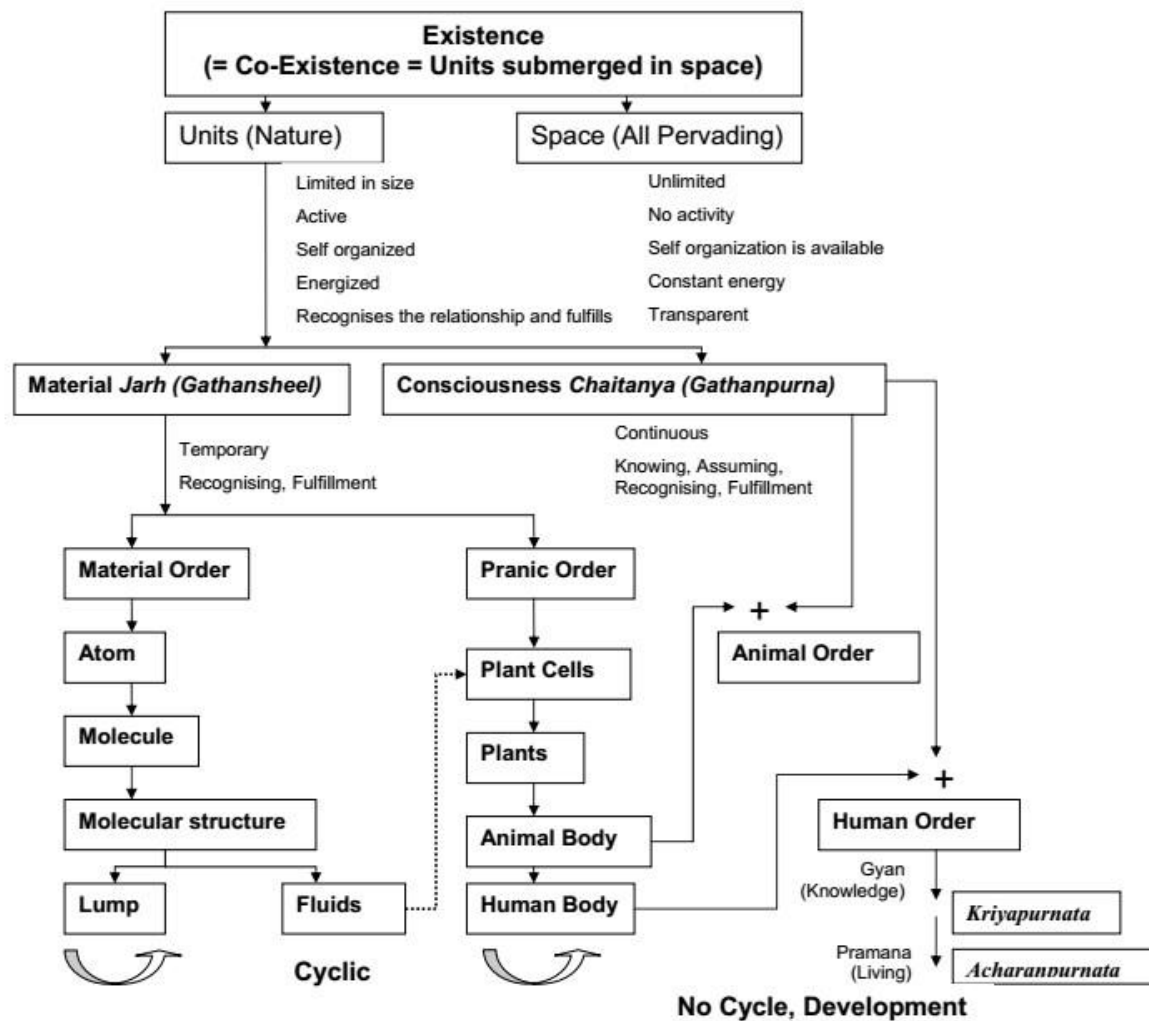 Existence
(= Co-Existence = Units submerged in space)
Units (Nature)
Space (All Pervading)
Limited in size
Active
Self organized
Energized
Recognises the relationship and fulfills
Unlimited
No activity
Self organization is available
Constant energy
Transparent
Material Jarh (Gathansheel)
Consciousness Chaitanya (Gathanpurna)
Temporary
Recognising, Fulfillment
Continuous
Knowing, Assuming,
Recognising, Fulfillment
Material Order
Pranic Order
+
Animal Order
Atom
Plant Cells
Molecule
Plants
+
Molecular structure
Animal Body
Human Order
Lump
Fluids
Human Body
Gyan
(Knowledge)
Kriyapurnata
Pramana
(Living)
Acharanpurnata
Cyclic
No Cycle, Development